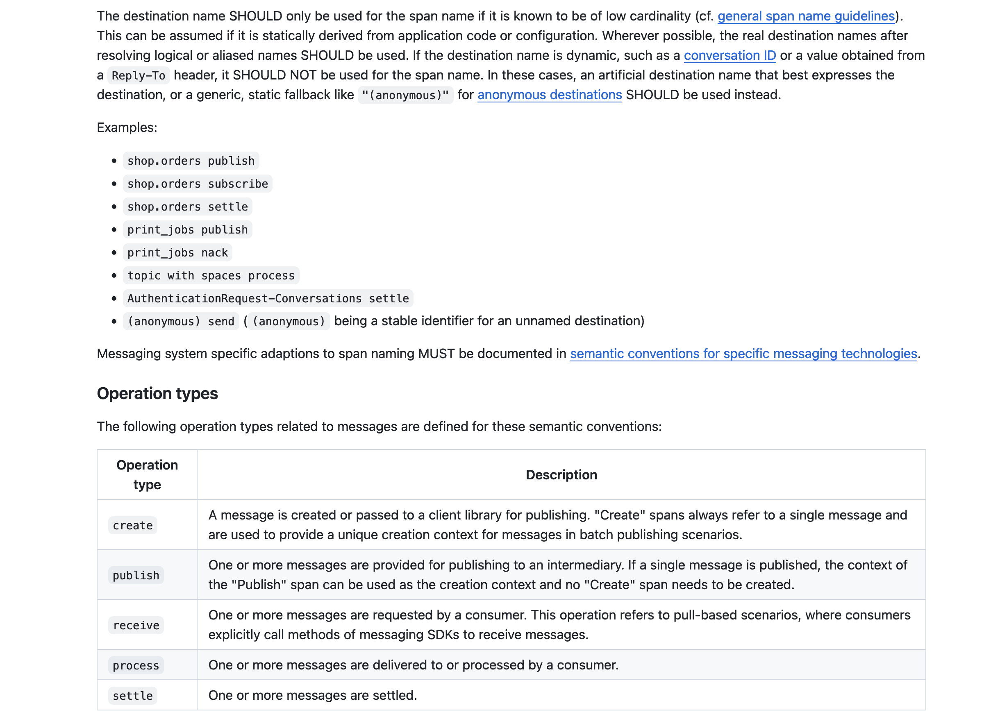 The destination name SHOULD only be used for the span name if it is known to be of low cardinality (cf. general span name guidelines).
This can be assumed if it is statically derived from application code or configuration. Wherever possible, the real destination names after
resolving logical or aliased names SHOULD be used. If the destination name is dynamic, such as a conversation ID or a value obtained from
a Reply-To header, it SHOULD NOT be used for the span name. In these cases, an artificial destination name that best expresses the
destination, or a generic, static fallback like "(anonymous)" for anonymous destinations SHOULD be used instead.
Examples:
• shop.orders publish
• shop.orders subscribe
• shop.orders settle
• print_jobs publish
• print_jobs nack
• topic with spaces process
• AuthenticationRequest-Conversations settle
• (anonymous) send ( (anonymous) being a stable identifier for an unnamed destination)
Messaging system specific adaptions to span naming MUST be documented in semantic conventions for specific messaging technologies.
Operation types
The following operation types related to messages are defined for these semantic conventions:
Operation
type
Description
create
A message is created or passed to a client library for publishing. "Create" spans always refer to a single message and
are used to provide a unique creation context for messages in batch publishing scenarios.
publish
One or more messages are provided for publishing to an intermediary. If a single message is published, the context of
the "Publish" span can be used as the creation context and no "Create" span needs to be created.
receive
One or more messages are requested by a consumer. This operation refers to pull-based scenarios, where consumers
explicitly call methods of messaging SDKs to receive messages.
process
One or more messages are delivered to or processed by a consumer.
settle
One or more messages are settled.